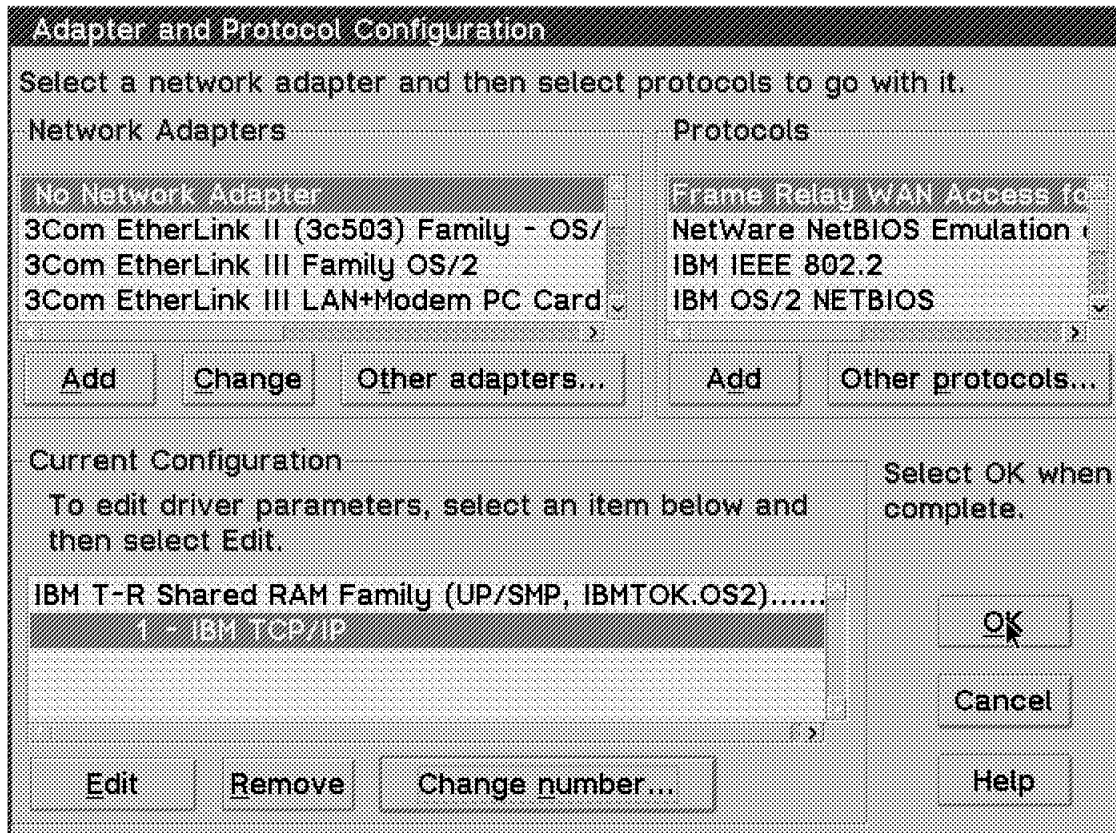 Adapter and Protocol Configuration
Select a network adapter and then select protocols to go with it.
Network Adapters
No Network Adapter
3Com EtherLink II (3c503) Family - OS/
3Com EtherLink III Family OS/2
3Com EtherLink III LAN+Modem PC Card
Add
Change
Other adapters...
Protocols
Frame Relay WAN Access fo
NetWare NetBIOS Emulation
IBM IEEE 802.2
IBM OS/2 NETBIOS
Add
Other protocols...
Current Configuration
To edit driver parameters, select an item below and
then select Edit.
IBM T-R Shared RAM Family (UP/SMP, IBMTOK.OS2)......
1 - IBM TCP/IP
Edit
Remove
Change number...
Select OK when
complete.
OK
Cancel
Help